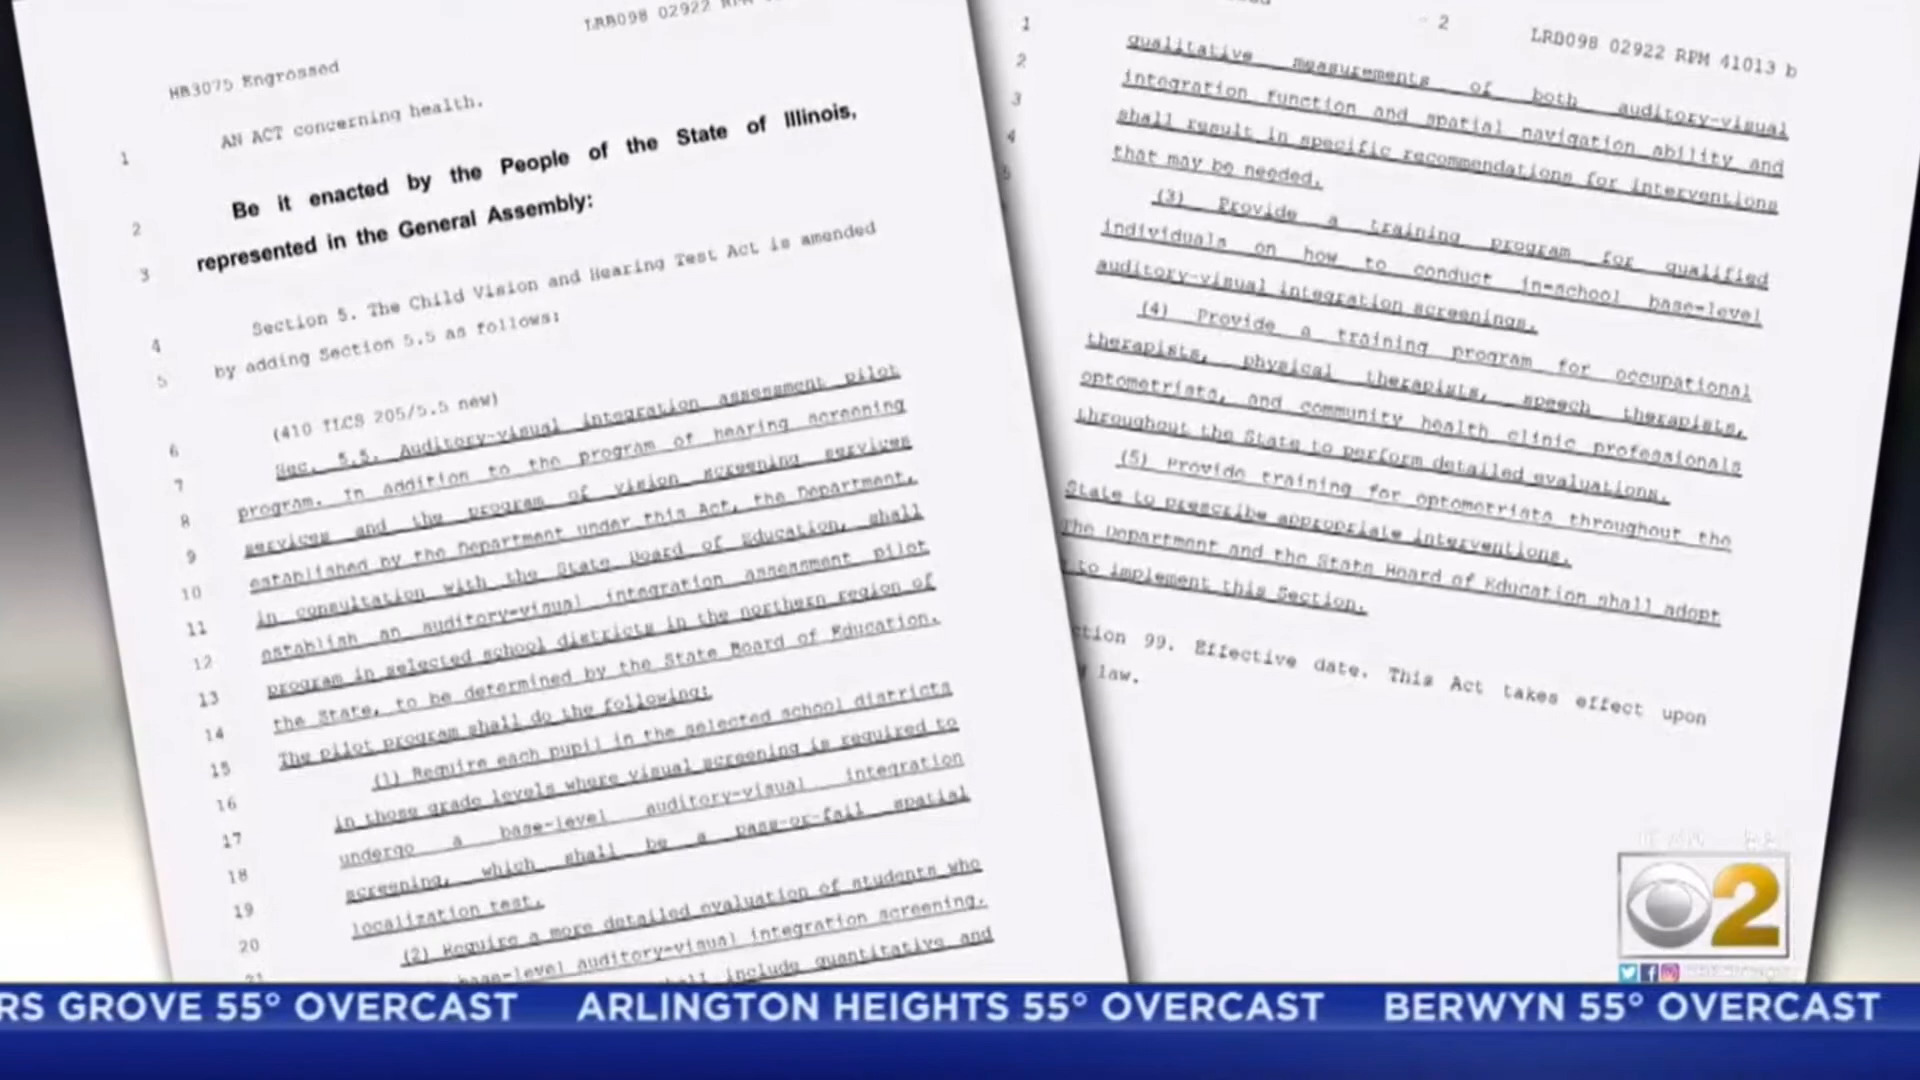 LRB098 02922
HB3075 Engrossed
1 AN ACT concerning health.
2 Be it enacted by the People of the State of Illinois,
3 represented in the General Assembly:
4 Section 5. The Child Vision and Hearing Test Act is amended
5 by adding Section 5.5 as follows:
(410 ILCS 205/5.5 new)
6 Sec. 5.5. Auditory-visual integration assessment pilot
7 program. In addition to the program of hearing screening
8 services and the program of vision screening services
9 established by the Department under this Act, the Department,
10 in consultation with the State Board of Education, shall
11 establish an auditory-visual integration assessment pilot
12 program in selected school districts in the northern region of
13 the State, to be determined by the State Board of Education.
14 The pilot program shall do the following:
15 (1) Require each pupil in the selected school districts
16 in those grade levels where visual screening is required to
17 undergo a base-level auditory-visual integration
18 screening, which shall be a pass-or-fail spatial
19 localization test.
20 (2) Require a more detailed evaluation of students who
21 base-level auditory-visual integration screening.
include quantitative and
2 LRB098 02922 RPM 41013 b
1 qualitative measurements of both auditory-visual
2 integration function and spatial navigation ability and
3 shall result in specific recommendations for interventions
4 that may be needed.
5 (3) Provide a training program for qualified
individuals on how to conduct in-school base-level
auditory-visual integration screenings.
(4) Provide a training program for occupational
therapists, physical therapists, speech therapists,
optometrists, and community health clinic professionals
throughout the State to perform detailed evaluations.
(5) Provide training for optometrists throughout the
State to prescribe appropriate interventions.
The Department and the State Board of Education shall adopt
to implement this Section.
ction 99. Effective date. This Act takes effect upon
law.
2
RS GROVE 55° OVERCAST ARLINGTON HEIGHTS 55° OVERCAST BERWYN 55° OVERCAST